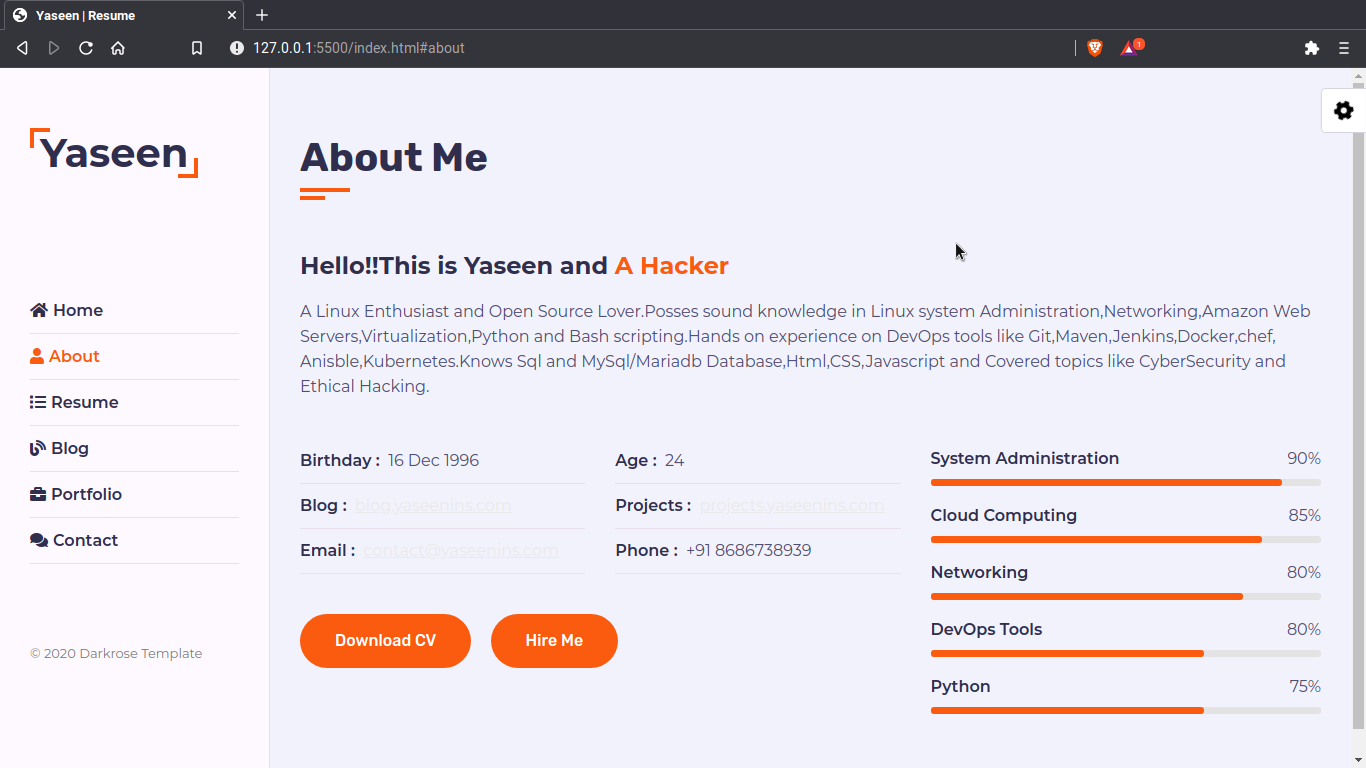 Yaseen | Resume
127.0.0.1:5500/index.html#about
1
Yaseen
Home
About
Resume
Blog
Portfolio
Contact
© 2020 Darkrose Template
About Me
Hello!!This is Yaseen and A Hacker
A Linux Enthusiast and Open Source Lover.Posses sound knowledge in Linux system Administration,Networking,Amazon Web
Servers,Virtualization,Python and Bash scripting.Hands on experience on DevOps tools like Git,Maven,Jenkins,Docker,chef,
Anisble,Kubernetes.Knows Sql and MySql/Mariadb Database,Html,CSS,Javascript and Covered topics like CyberSecurity and
Ethical Hacking.
Birthday : 16 Dec 1996
Age : 24
Blog : blog.yaseenins.com
Projects : projects.yaseenins.com
Email : contact@yaseenins.com
Phone : +91 8686738939
Download CV
Hire Me
System Administration 90%
Cloud Computing 85%
Networking 80%
DevOps Tools 80%
Python 75%